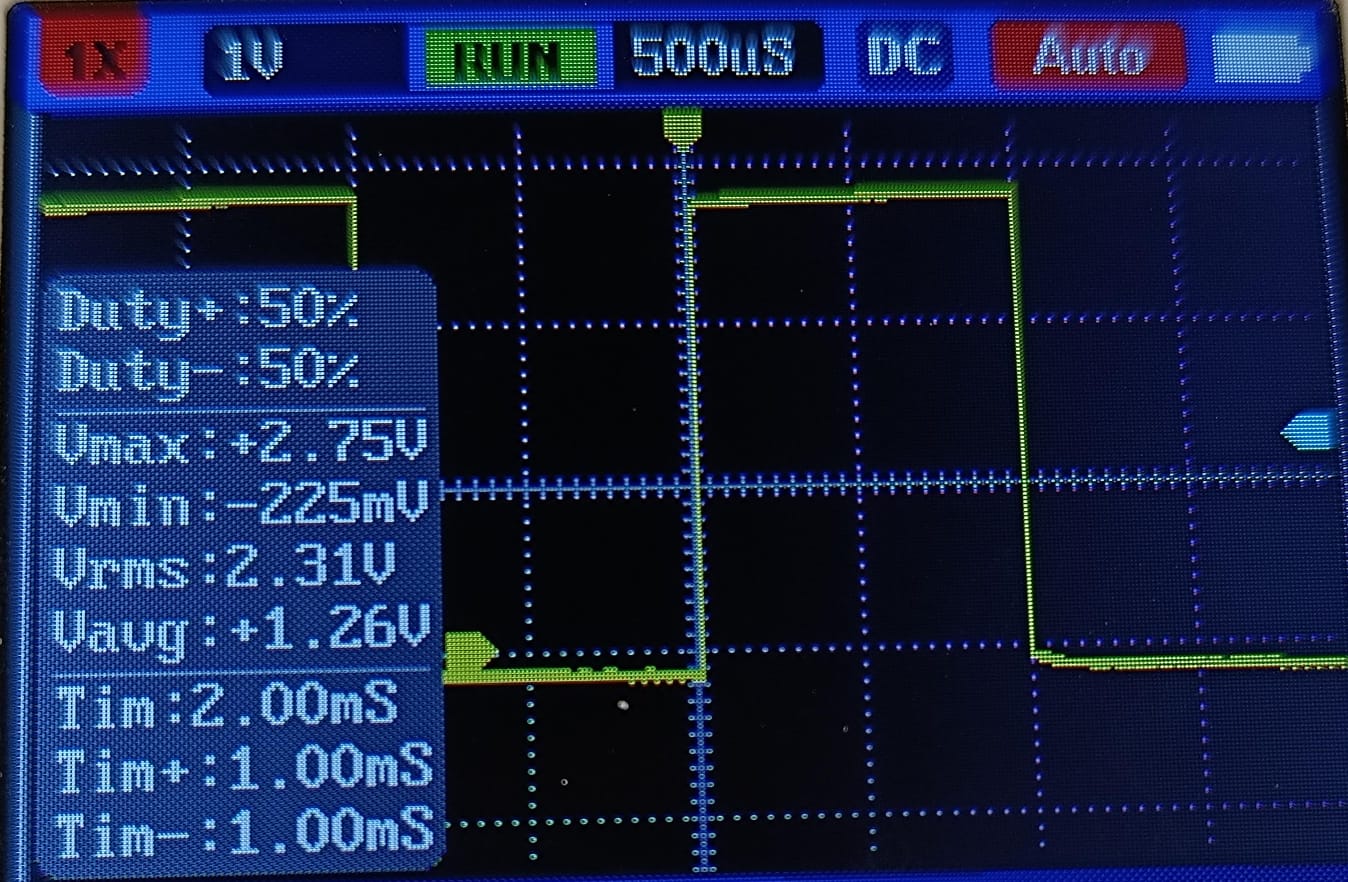 1X 1V RUN 500uS DC Auto
Duty+:50%
Duty-:50%
Vmax:+2.75V
Vmin:-225mV
Vrms:2.31V
Vavg:+1.26V
Tim:2.00mS
Tim+:1.00mS
Tim-:1.00mS